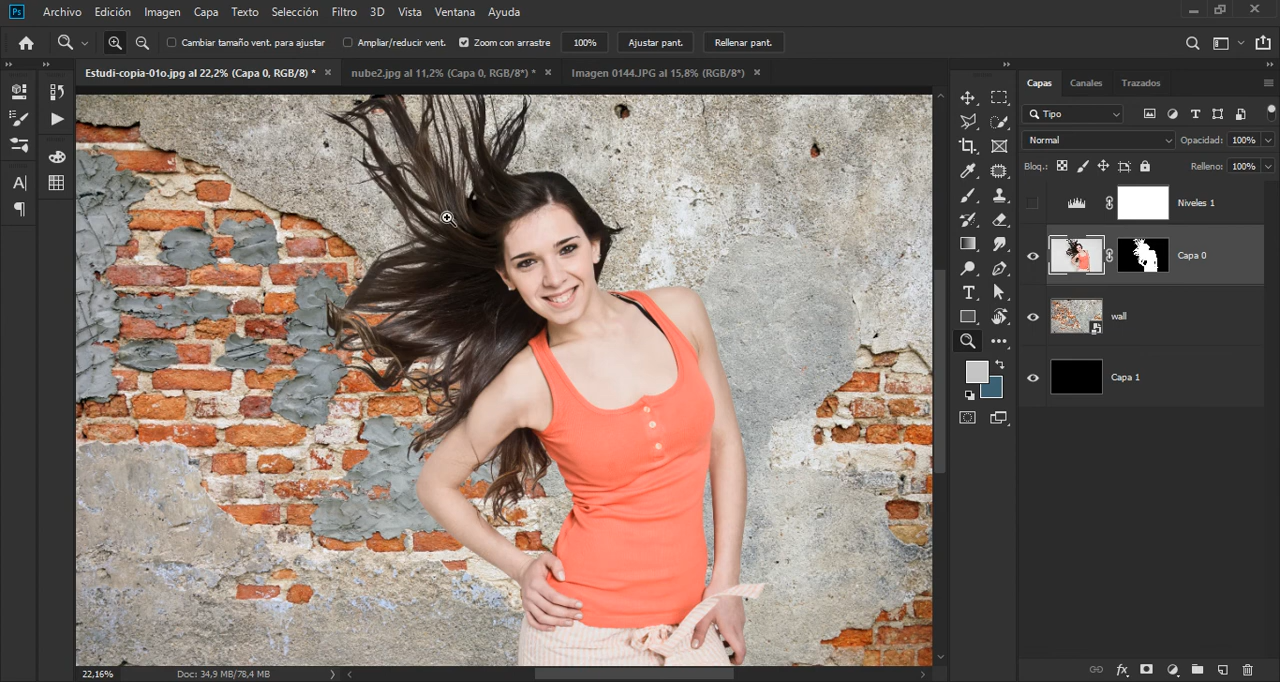 Ps Archivo Edición Imagen Capa Texto Selección Filtro 3D Vista Ventana Ayuda
Cambiar tamaño vent. para ajustar Ampliar/reducir vent. Zoom con arrastre 100% Ajustar pant. Rellenar pant.
Estudi-copia-01o.jpg al 22,2% (Capa 0, RGB/8) * nube2.jpg al 11,2% (Capa 0, RGB/8*) * Imagen 0144.JPG al 15,8% (RGB/8*)
Capas Canales Trazados
Tipo
Normal Opacidad: 100%
Bloq.: Relleno: 100%
Niveles 1
Capa 0
wall
Capa 1
22,16% Doc: 34,9 MB/78,4 MB